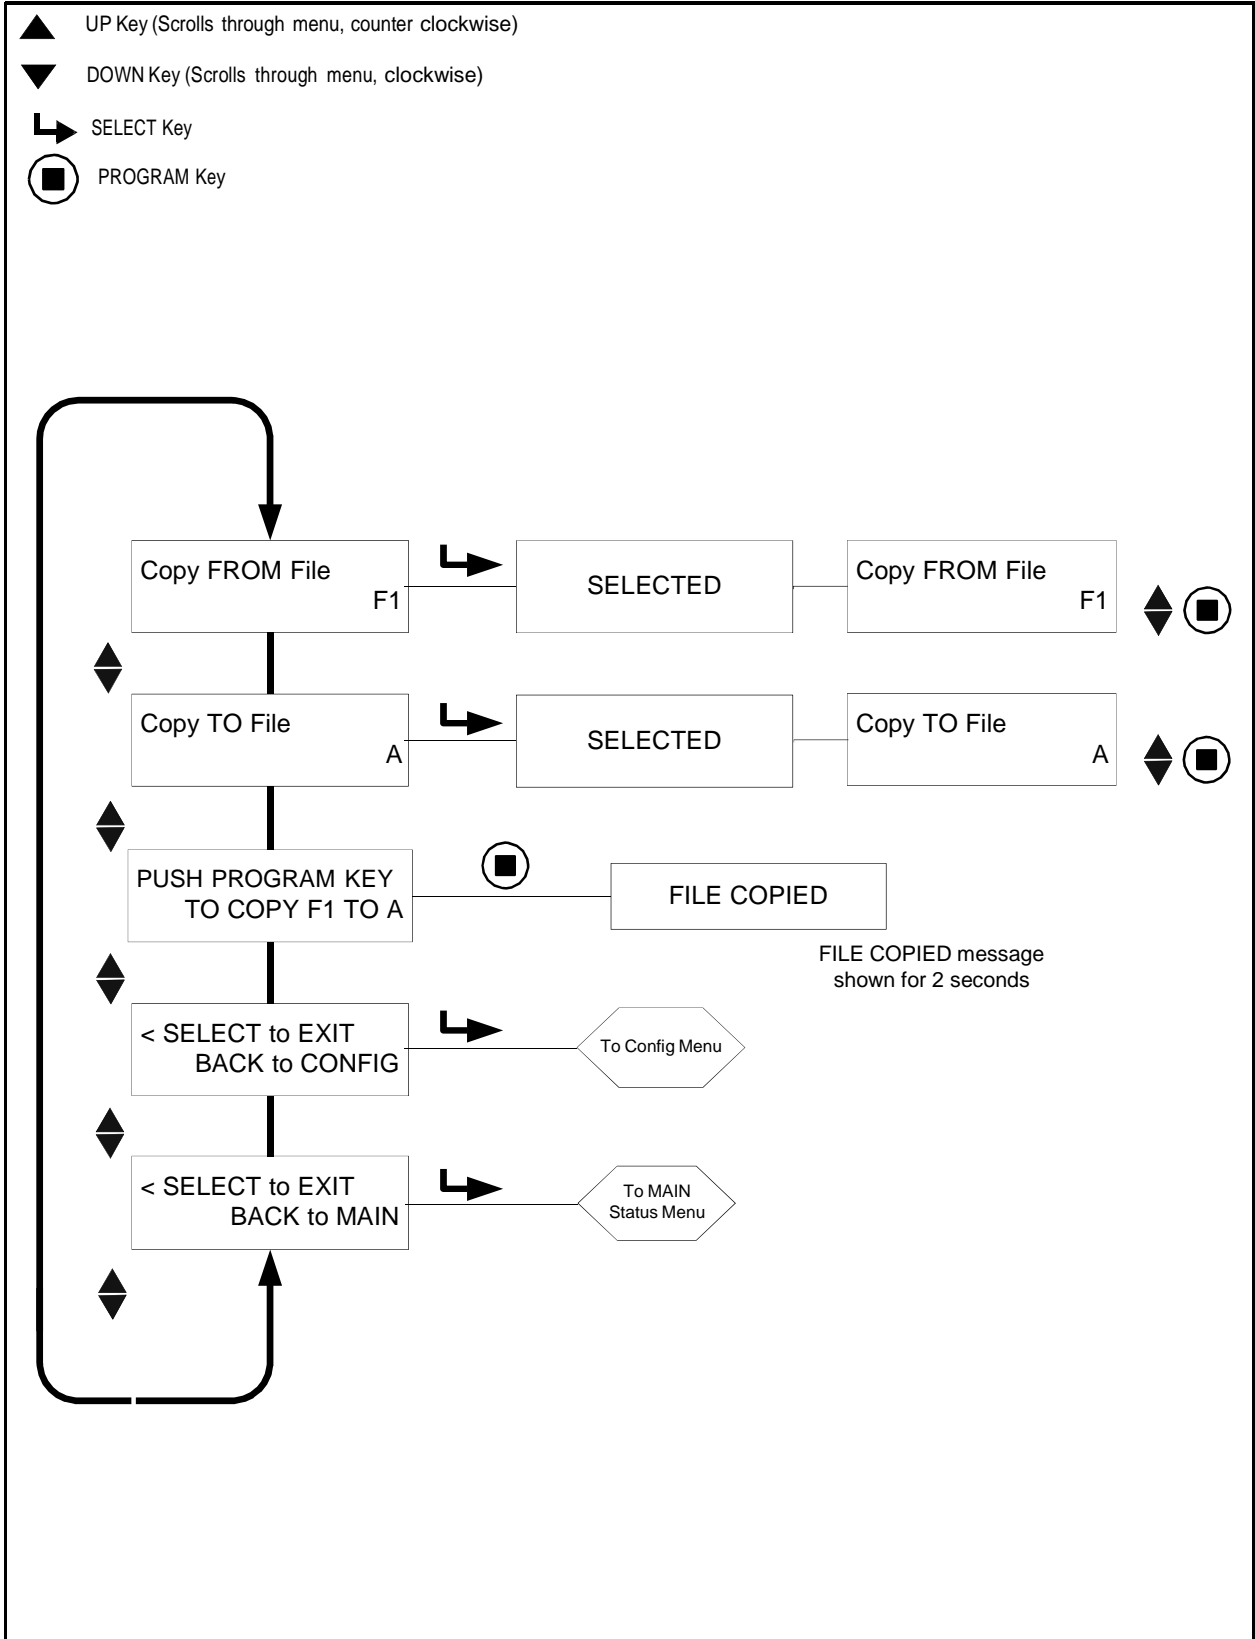 UP Key (Scrolls through menu, counter clockwise)
DOWN Key (Scrolls through menu, clockwise)
SELECT Key
PROGRAM Key
Copy FROM File
F1
SELECTED
Copy FROM File
F1
Copy TO File
A
SELECTED
Copy TO File
A
PUSH PROGRAM KEY
TO COPY F1 TO A
FILE COPIED
FILE COPIED message
shown for 2 seconds
< SELECT to EXIT
BACK to CONFIG
To Config Menu
< SELECT to EXIT
BACK to MAIN
To MAIN
Status Menu